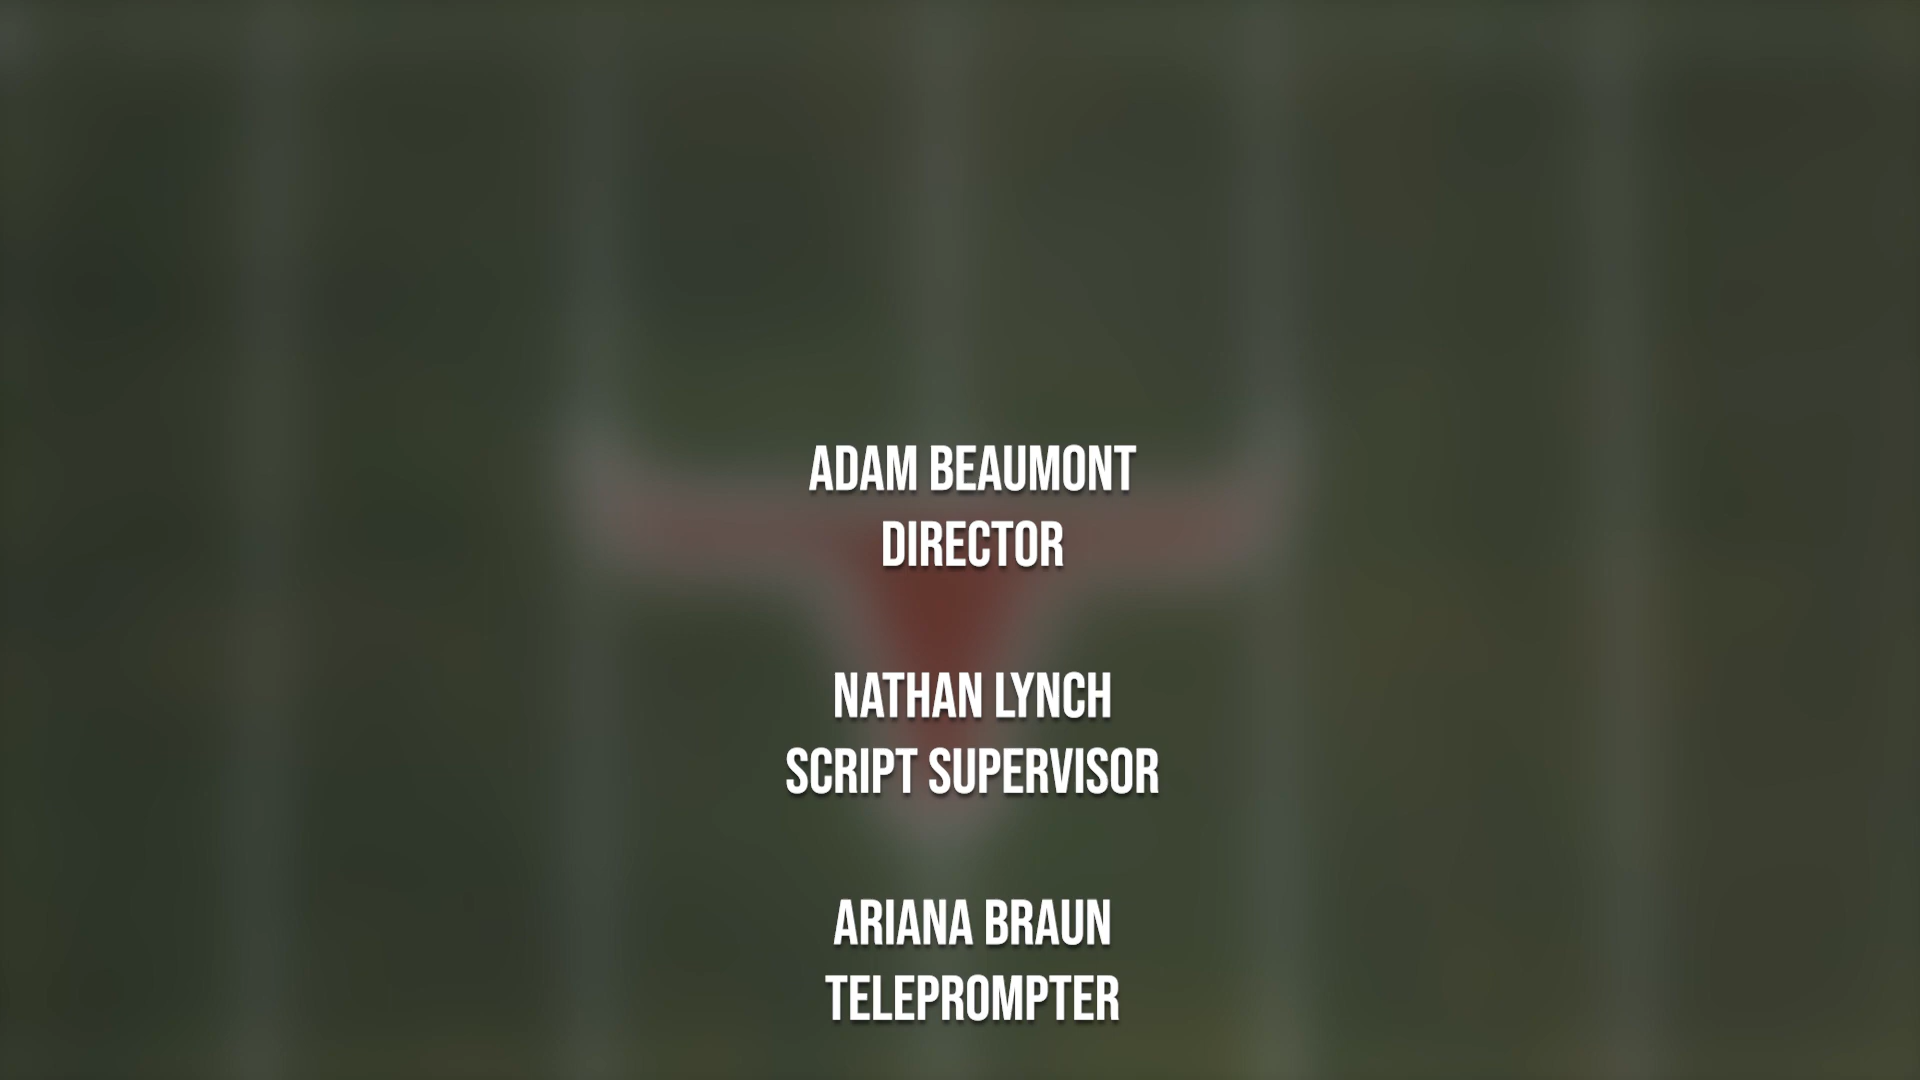 ADAM BEAUMONT
DIRECTOR
NATHAN LYNCH
SCRIPT SUPERVISOR
ARIANA BRAUN
TELEPROMPTER